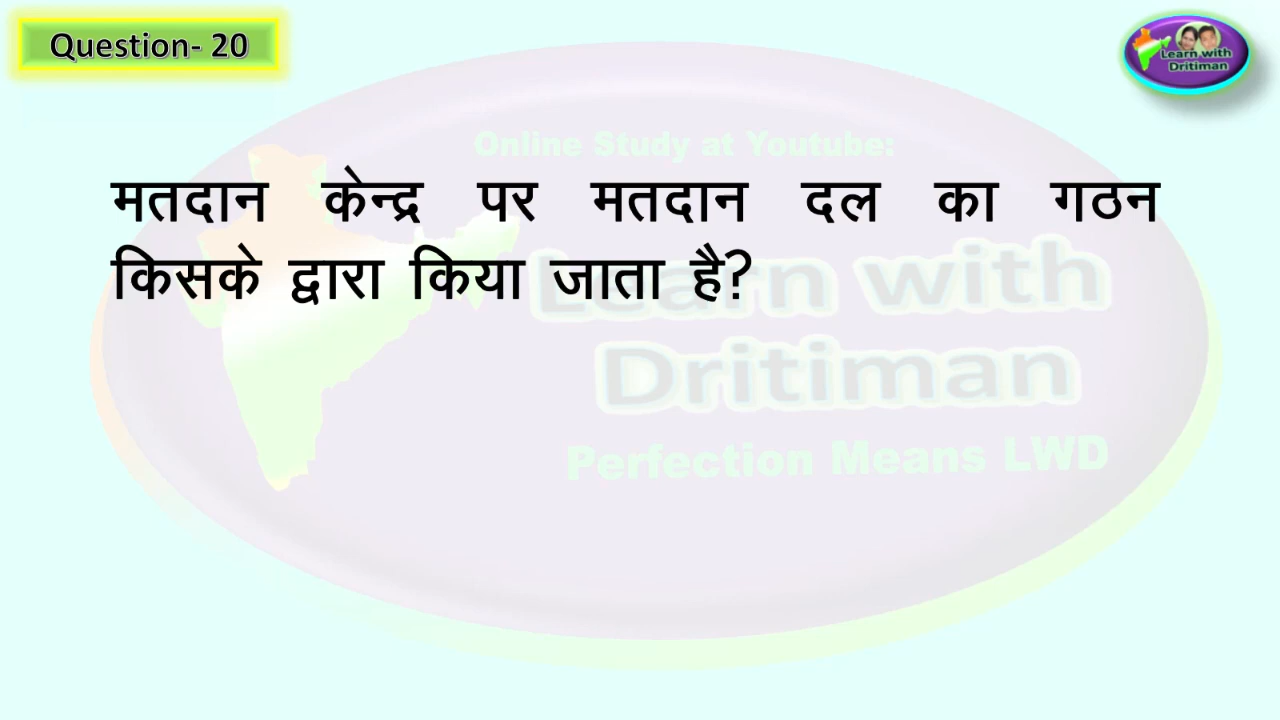 Question- 20
Learn with
Dritiman
Online Study at Youtube:
मतदान केन्द्र पर मतदान दल का गठन
किसके द्वारा किया जाता है?
Learn with
Dritiman
Perfection Means LWD